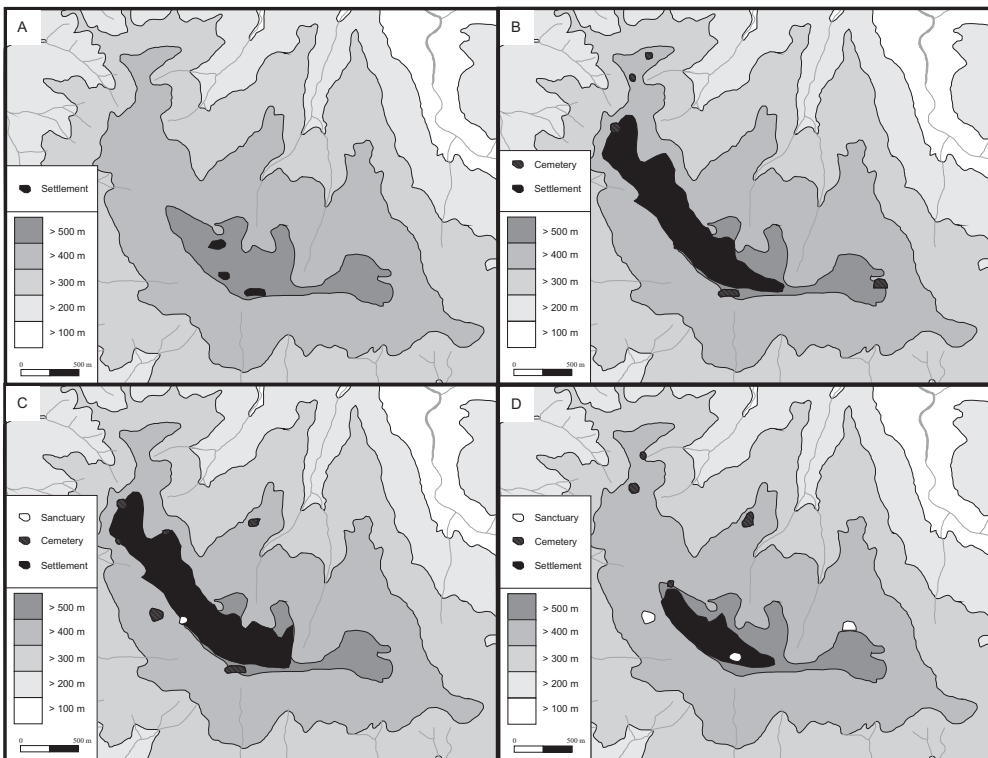 A
Settlement
> 500 m
> 400 m
> 300 m
> 200 m
> 100 m
0 500 m
B
Cemetery
Settlement
> 500 m
> 400 m
> 300 m
> 200 m
> 100 m
0 500 m
C
Sanctuary
Cemetery
Settlement
> 500 m
> 400 m
> 300 m
> 200 m
> 100 m
0 500 m
D
Sanctuary
Cemetery
Settlement
> 500 m
> 400 m
> 300 m
> 200 m
> 100 m
0 500 m